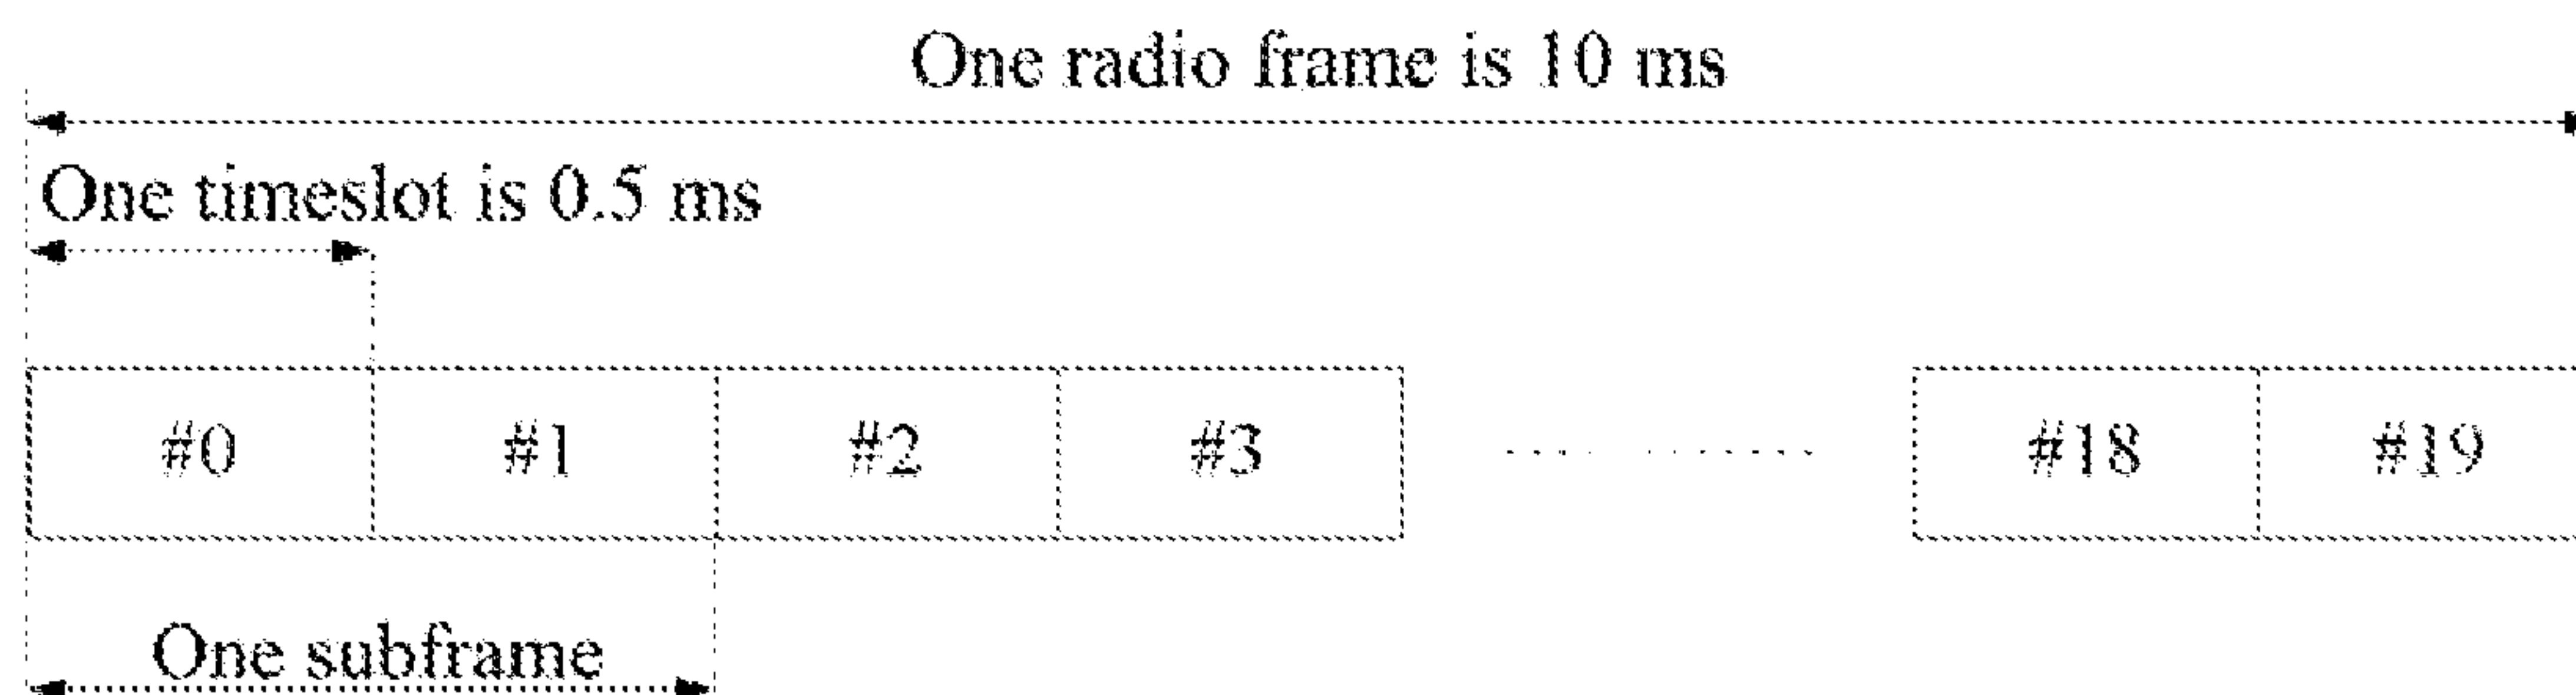 One radio frame is 10 ms
One timeslot is 0.5 ms
#0 #1 #2 #3 #18 #19
One subframe